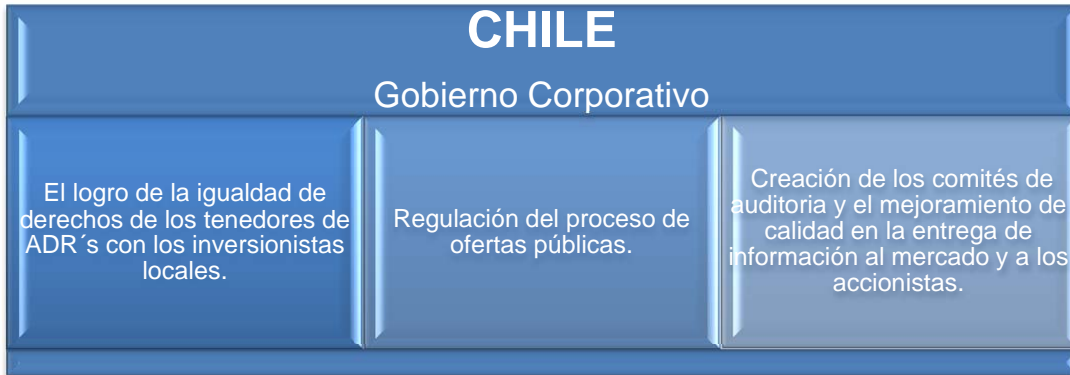 CHILE
Gobierno Corporativo
El logro de la igualdad de
derechos de los tenedores de
ADR´s con los inversionistas
locales.
Regulación del proceso de
ofertas públicas.
Creación de los comités de
auditoria y el mejoramiento de
calidad en la entrega de
información al mercado y a los
accionistas.